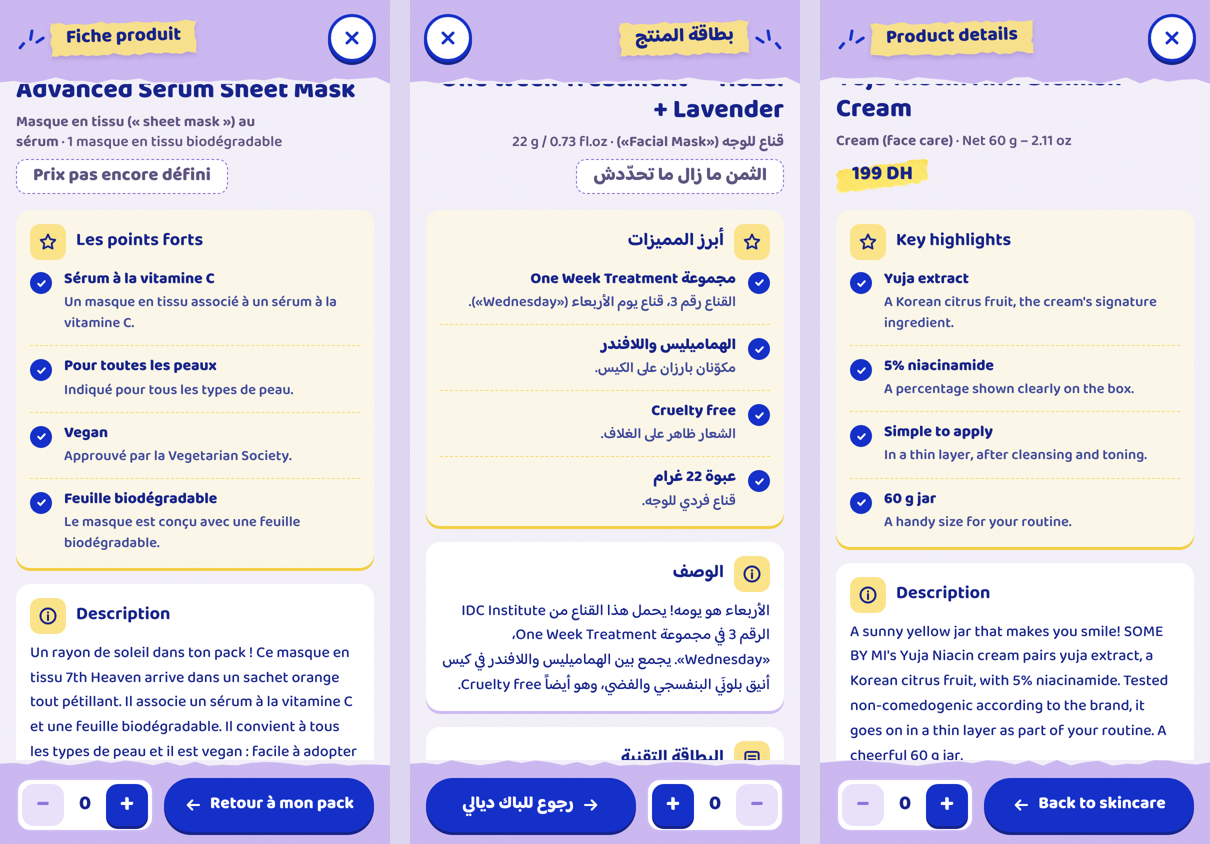 Fiche produit
Advanced Serum Sheet Mask
Masque en tissu (« sheet mask ») au
sérum · 1 masque en tissu biodégradable
Prix pas encore défini
Les points forts
Sérum à la vitamine C
Un masque en tissu associé à un sérum à la
vitamine C.
Pour toutes les peaux
Indiqué pour tous les types de peau.
Vegan
Approuvé par la Vegetarian Society.
Feuille biodégradable
Le masque est conçu avec une feuille
biodégradable.
Description
Un rayon de soleil dans ton pack ! Ce masque en
tissu 7th Heaven arrive dans un sachet orange
tout pétillant. Il associe un sérum à la vitamine C
et une feuille biodégradable. Il convient à tous
les types de peau et il est vegan : facile à adopter
− 0 +
← Retour à mon pack
بطاقة المنتج
+ Lavender
قناع للوجه («Facial Mask») · 22 g / 0.73 fl.oz
الثمن ما زال ما تحدّدش
أبرز المميزات
مجموعة One Week Treatment
القناع رقم 3، قناع يوم الأربعاء («Wednesday»).
الهماميليس واللافندر
مكوّنان بارزان على الكيس.
Cruelty free
الشعار ظاهر على الغلاف.
عبوة 22 غرام
قناع فردي للوجه.
الوصف
الأربعاء هو يومه! يحمل هذا القناع من IDC Institute
الرقم 3 في مجموعة One Week Treatment،
«Wednesday». يجمع بين الهماميليس واللافندر في كيس
أنيق بلونَي البنفسجي والفضي، وهو أيضاً Cruelty free.
البطاقة التقنية
− 0 +
→ رجوع للباك ديالي
Product details
Cream
Cream (face care) · Net 60 g – 2.11 oz
199 DH
Key highlights
Yuja extract
A Korean citrus fruit, the cream's signature
ingredient.
5% niacinamide
A percentage shown clearly on the box.
Simple to apply
In a thin layer, after cleansing and toning.
60 g jar
A handy size for your routine.
Description
A sunny yellow jar that makes you smile! SOME
BY MI's Yuja Niacin cream pairs yuja extract, a
Korean citrus fruit, with 5% niacinamide. Tested
non-comedogenic according to the brand, it
goes on in a thin layer as part of your routine. A
cheerful 60 g jar.
− 0 +
← Back to skincare